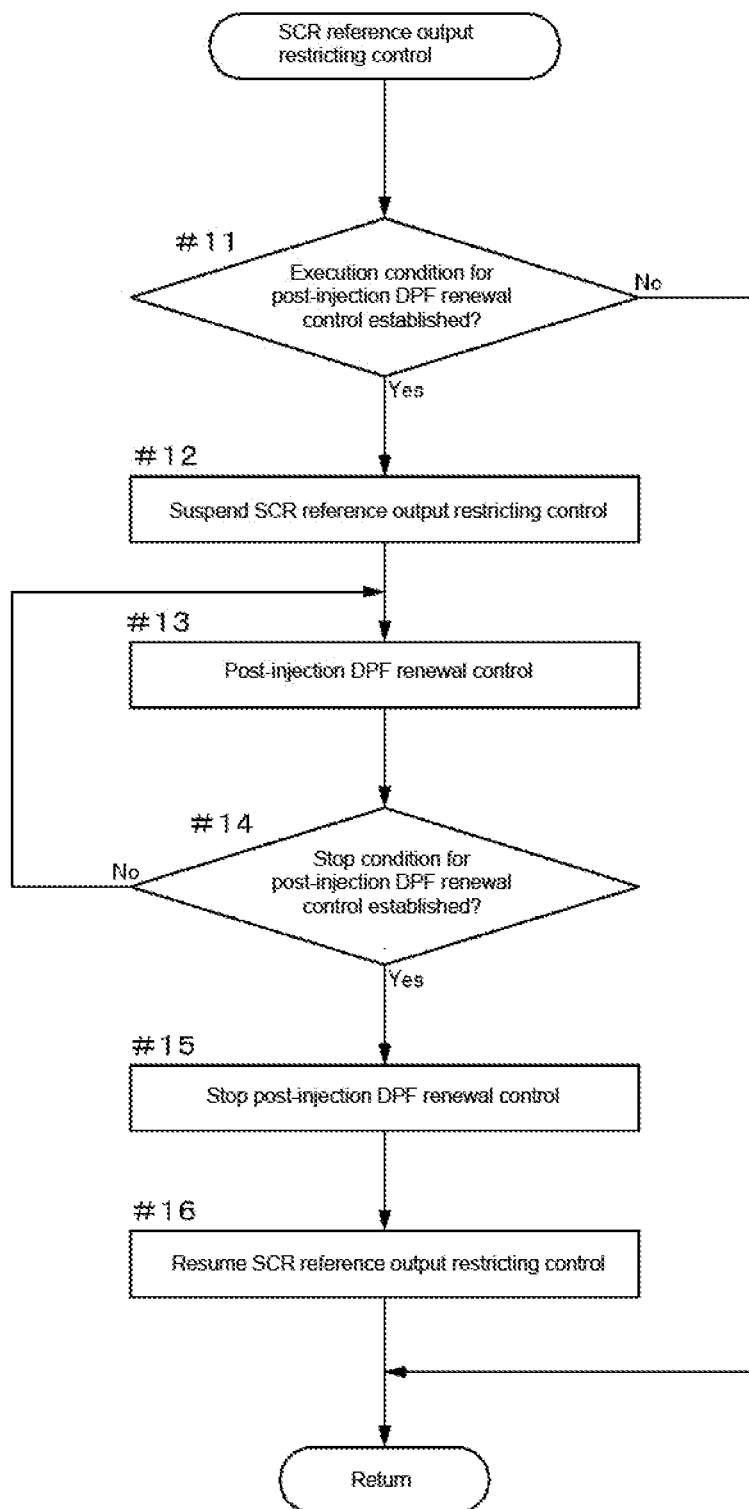 SCR reference output
restricting control
#11
Execution condition for
post-injection DPF renewal
control established?
No
Yes
#12
Suspend SCR reference output restricting control
#13
Post-injection DPF renewal control
#14
Stop condition for
post-injection DPF renewal
control established?
No
Yes
#15
Stop post-injection DPF renewal control
#16
Resume SCR reference output restricting control
Return